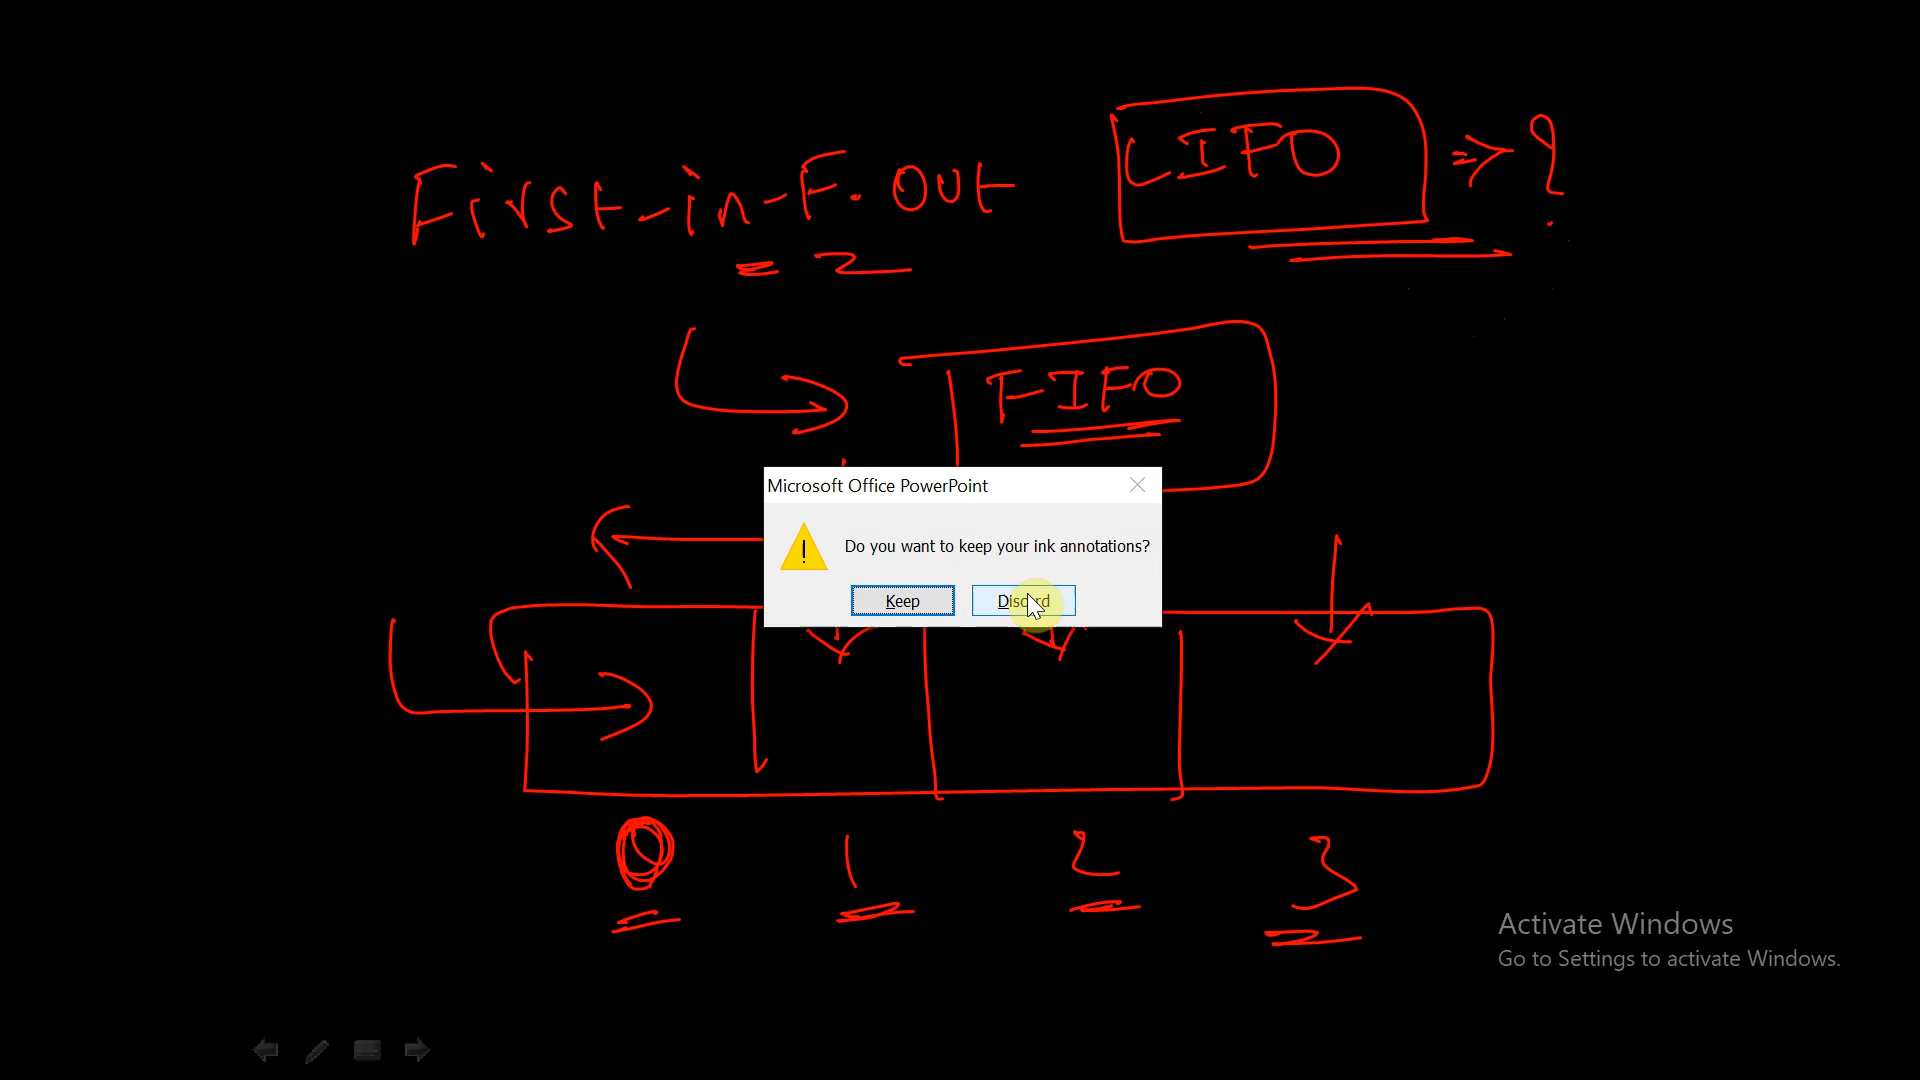 LIFO => ?
First-in-F.out
FIFO
Microsoft Office PowerPoint
Do you want to keep your ink annotations?
Keep Discard
0 1 2 3
Activate Windows
Go to Settings to activate Windows.